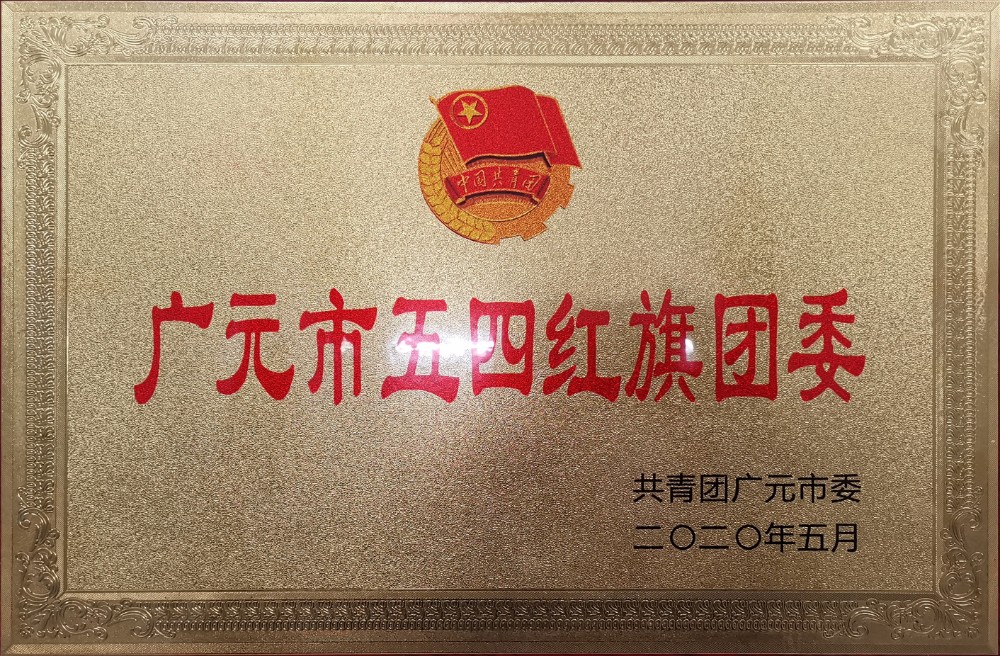 中国共青团
广元市五四红旗团委
共青团广元市委
二〇二〇年五月